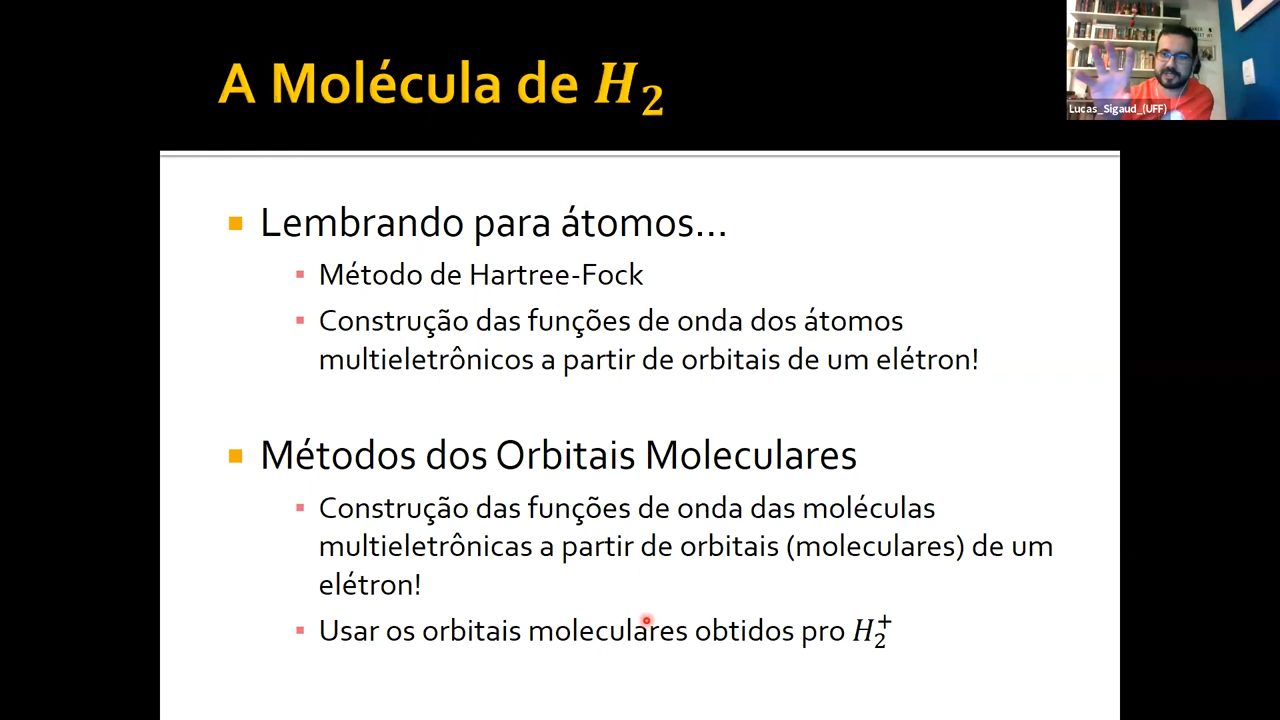 A Molécula de H₂
Lucas_Sigaud_(UFF)
Lembrando para átomos...
Método de Hartree-Fock
Construção das funções de onda dos átomos
multieletrônicos a partir de orbitais de um elétron!
Métodos dos Orbitais Moleculares
Construção das funções de onda das moléculas
multieletrônicas a partir de orbitais (moleculares) de um
elétron!
Usar os orbitais moleculares obtidos pro H₂⁺